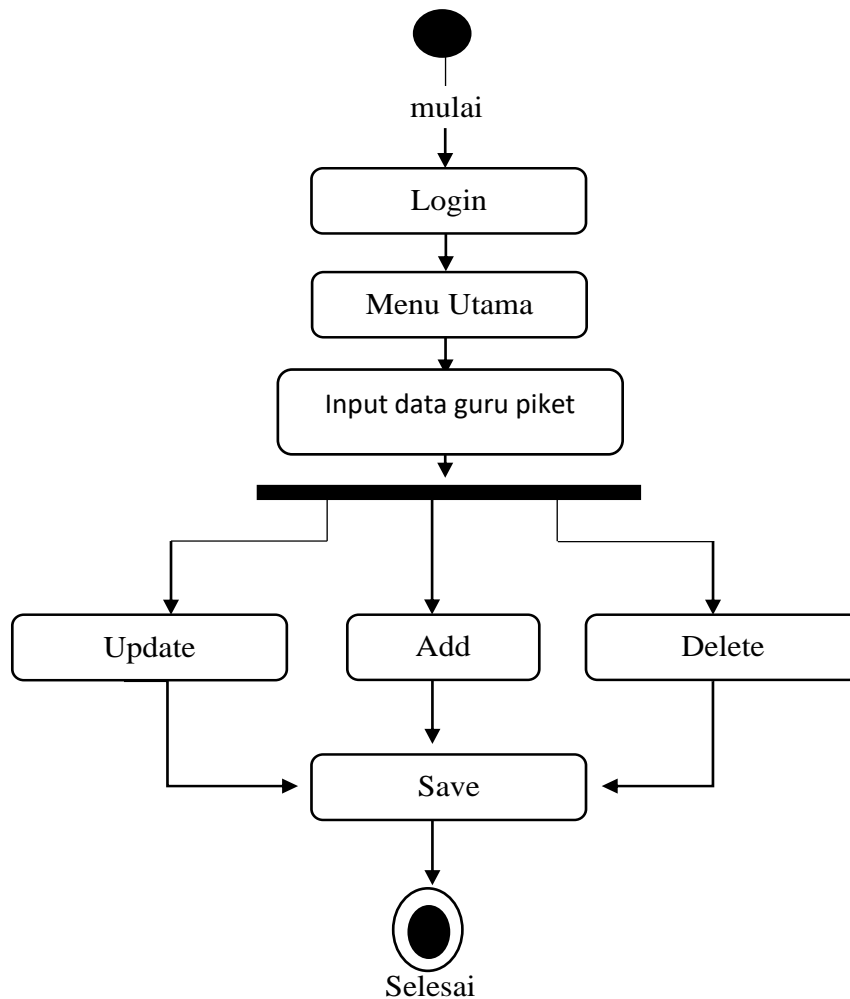 mulai
Login
Menu Utama
Input data guru piket
Update
Add
Delete
Save
Selesai